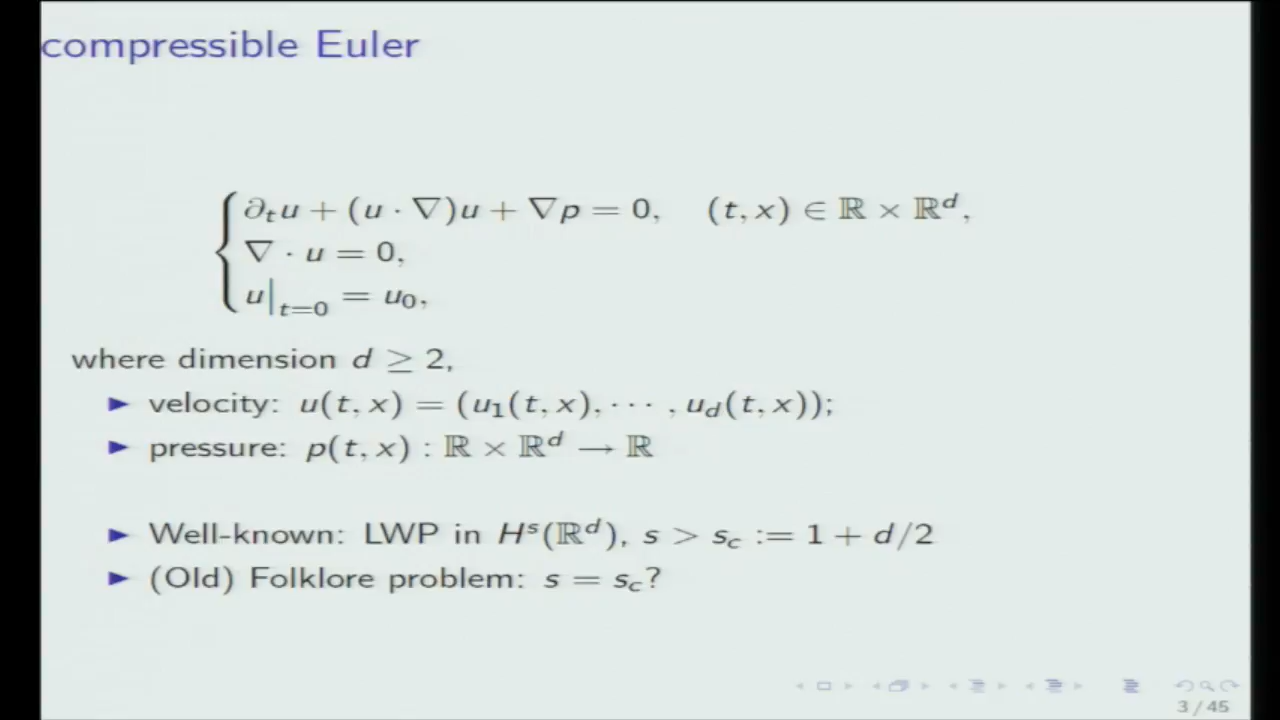 compressible Euler
∂ₜu + (u · ∇)u + ∇p = 0, (t, x) ∈ ℝ × ℝᵈ,
∇ · u = 0,
u|ₜ₌₀ = u₀,
where dimension d ≥ 2,
► velocity: u(t, x) = (u₁(t, x), · · · , u_d(t, x));
► pressure: p(t, x) : ℝ × ℝᵈ → ℝ
► Well-known: LWP in Hˢ(ℝᵈ), s > s_c := 1 + d/2
► (Old) Folklore problem: s = s_c?
3 / 45